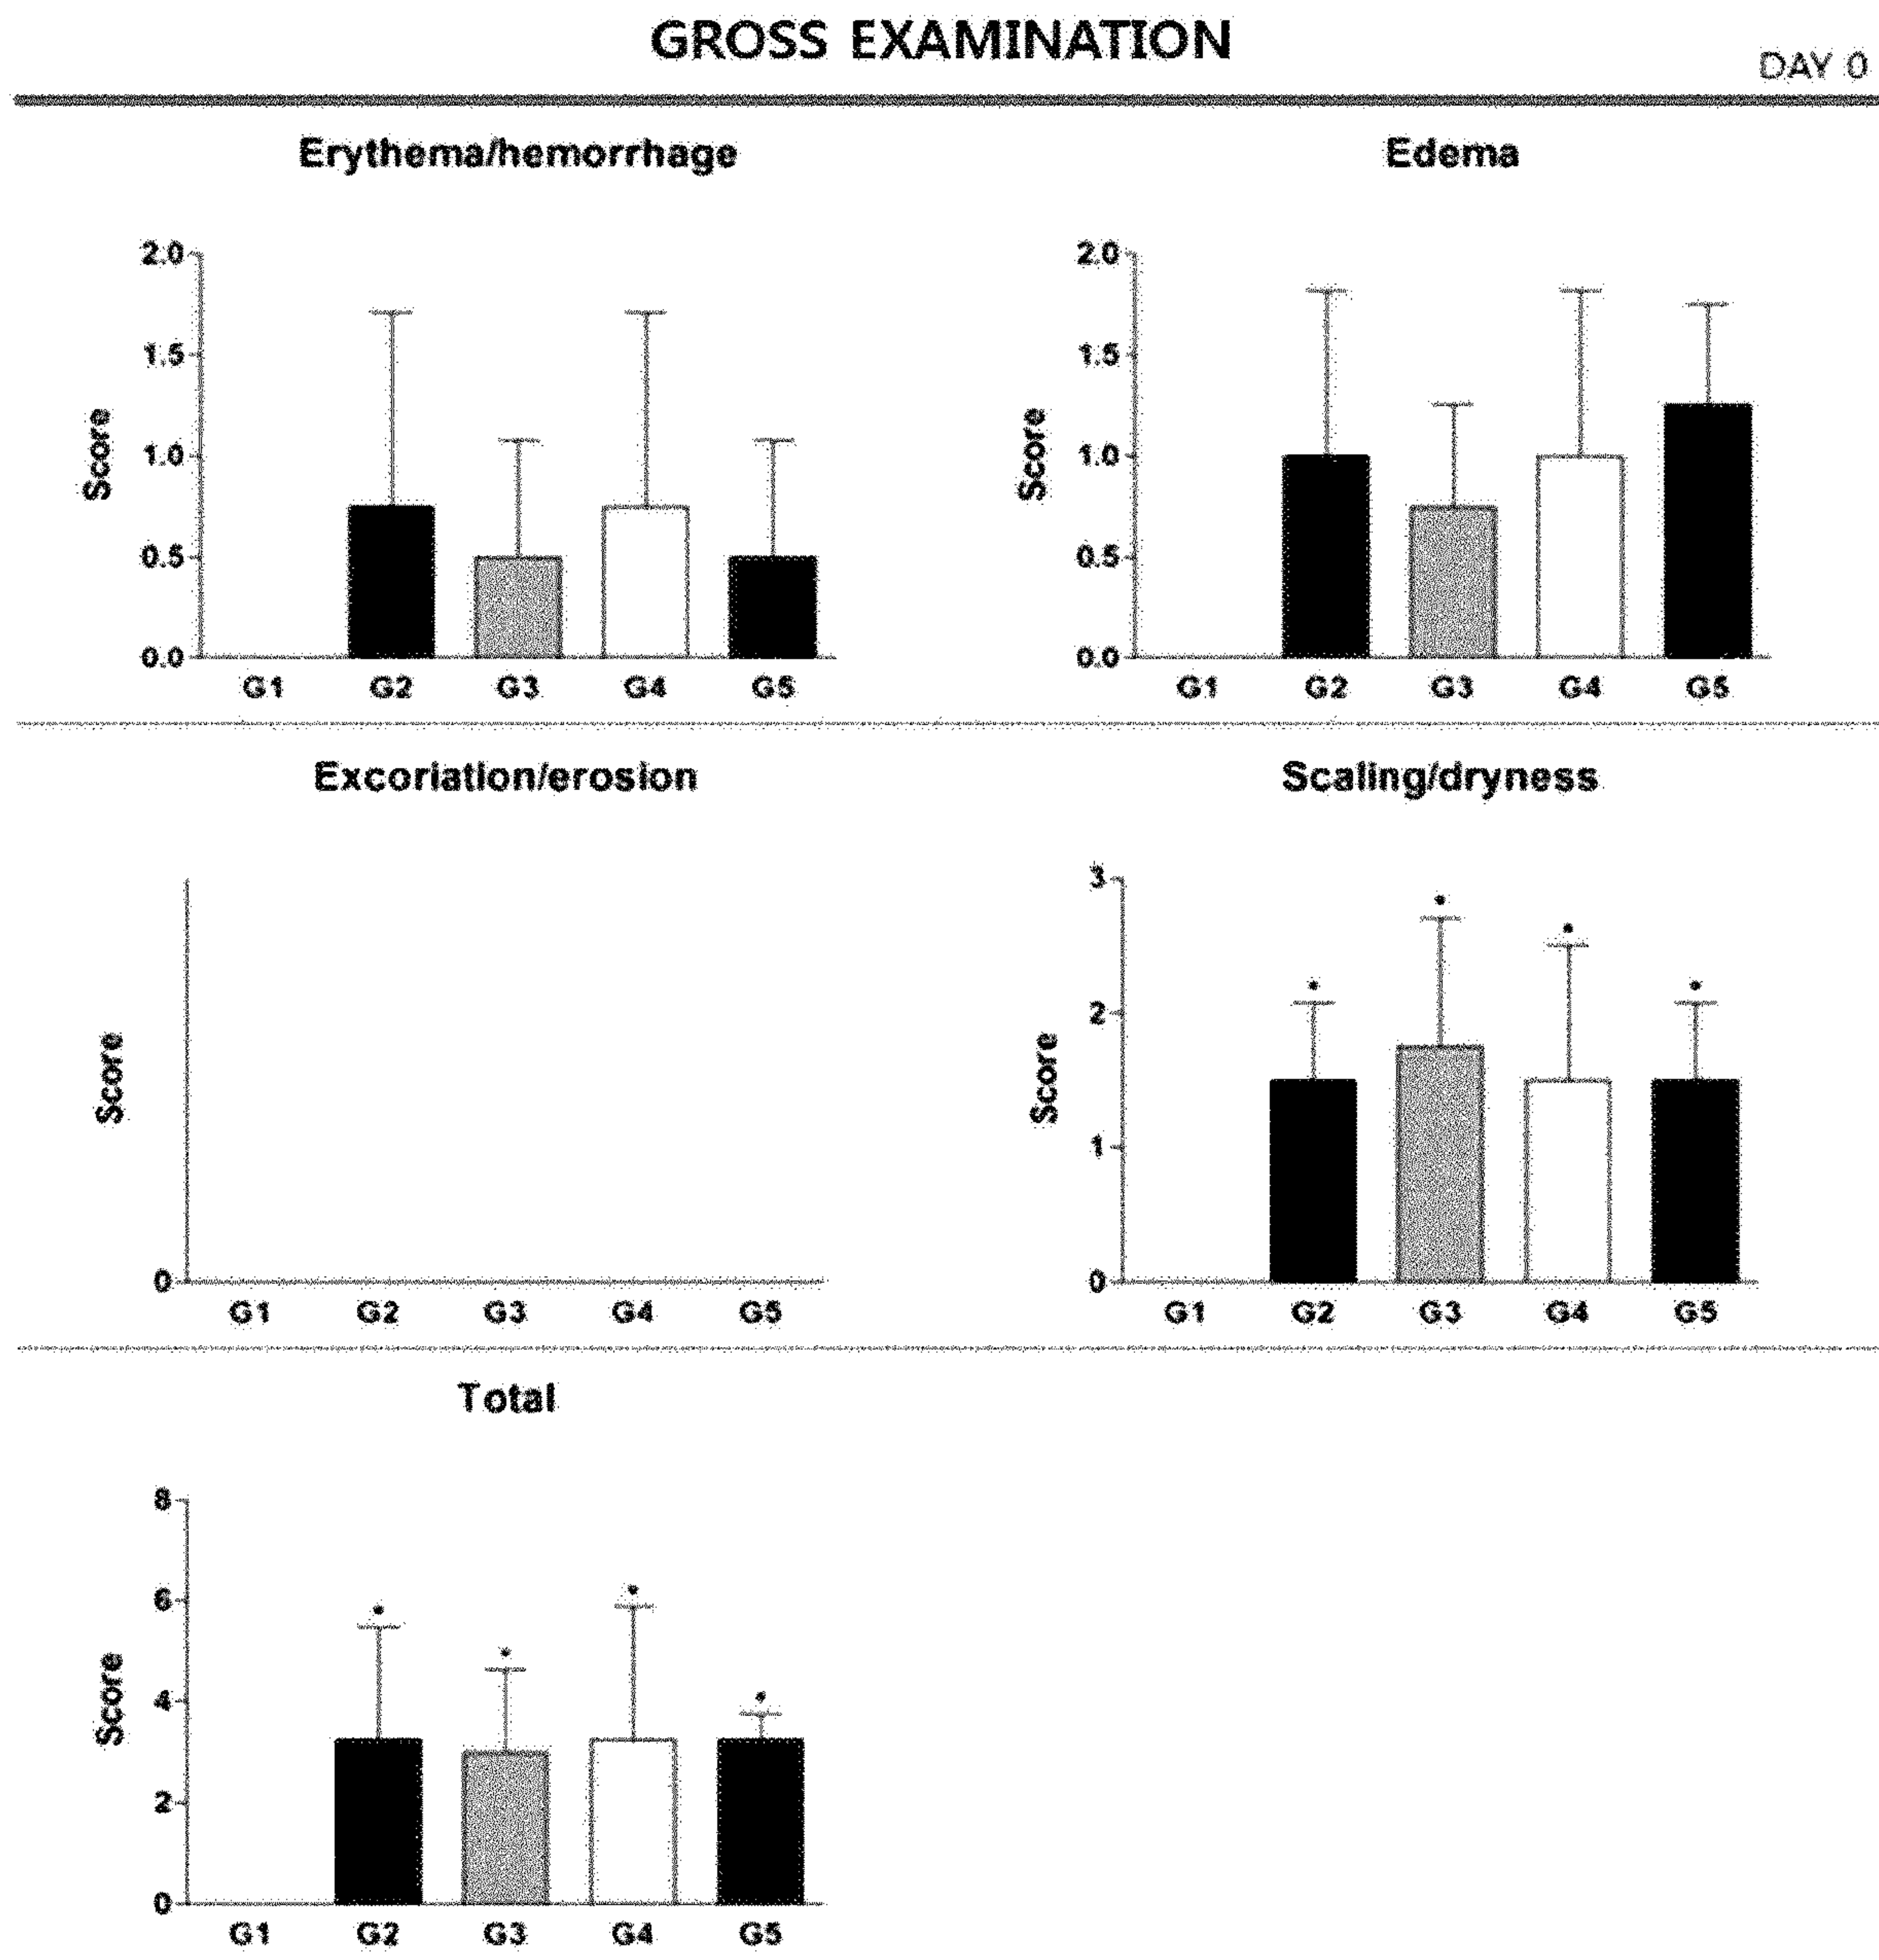 GROSS EXAMINATION
DAY 0
Erythema/hemorrhage
Score
2.0
1.5
1.0
0.5
0.0
G1 G2 G3 G4 G5
Edema
Score
2.0
1.5
1.0
0.5
0.0
G1 G2 G3 G4 G5
Excoriation/erosion
Score
0
G1 G2 G3 G4 G5
Scaling/dryness
Score
3
2
1
0
G1 G2 G3 G4 G5
Total
Score
8
6
4
2
0
G1 G2 G3 G4 G5